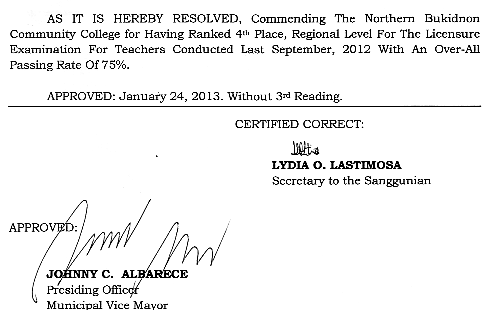 AS IT IS HEREBY RESOLVED, Commending The Northern Bukidnon
Community College for Having Ranked 4th Place, Regional Level For The Licensure
Examination For Teachers Conducted Last September, 2012 With An Over-All
Passing Rate Of 75%.
APPROVED: January 24, 2013. Without 3rd Reading.
CERTIFIED CORRECT:
LYDIA O. LASTIMOSA
Secretary to the Sanggunian
APPROVED:
JOHNNY C. ALBARECE
Presiding Officer
Municipal Vice Mayor